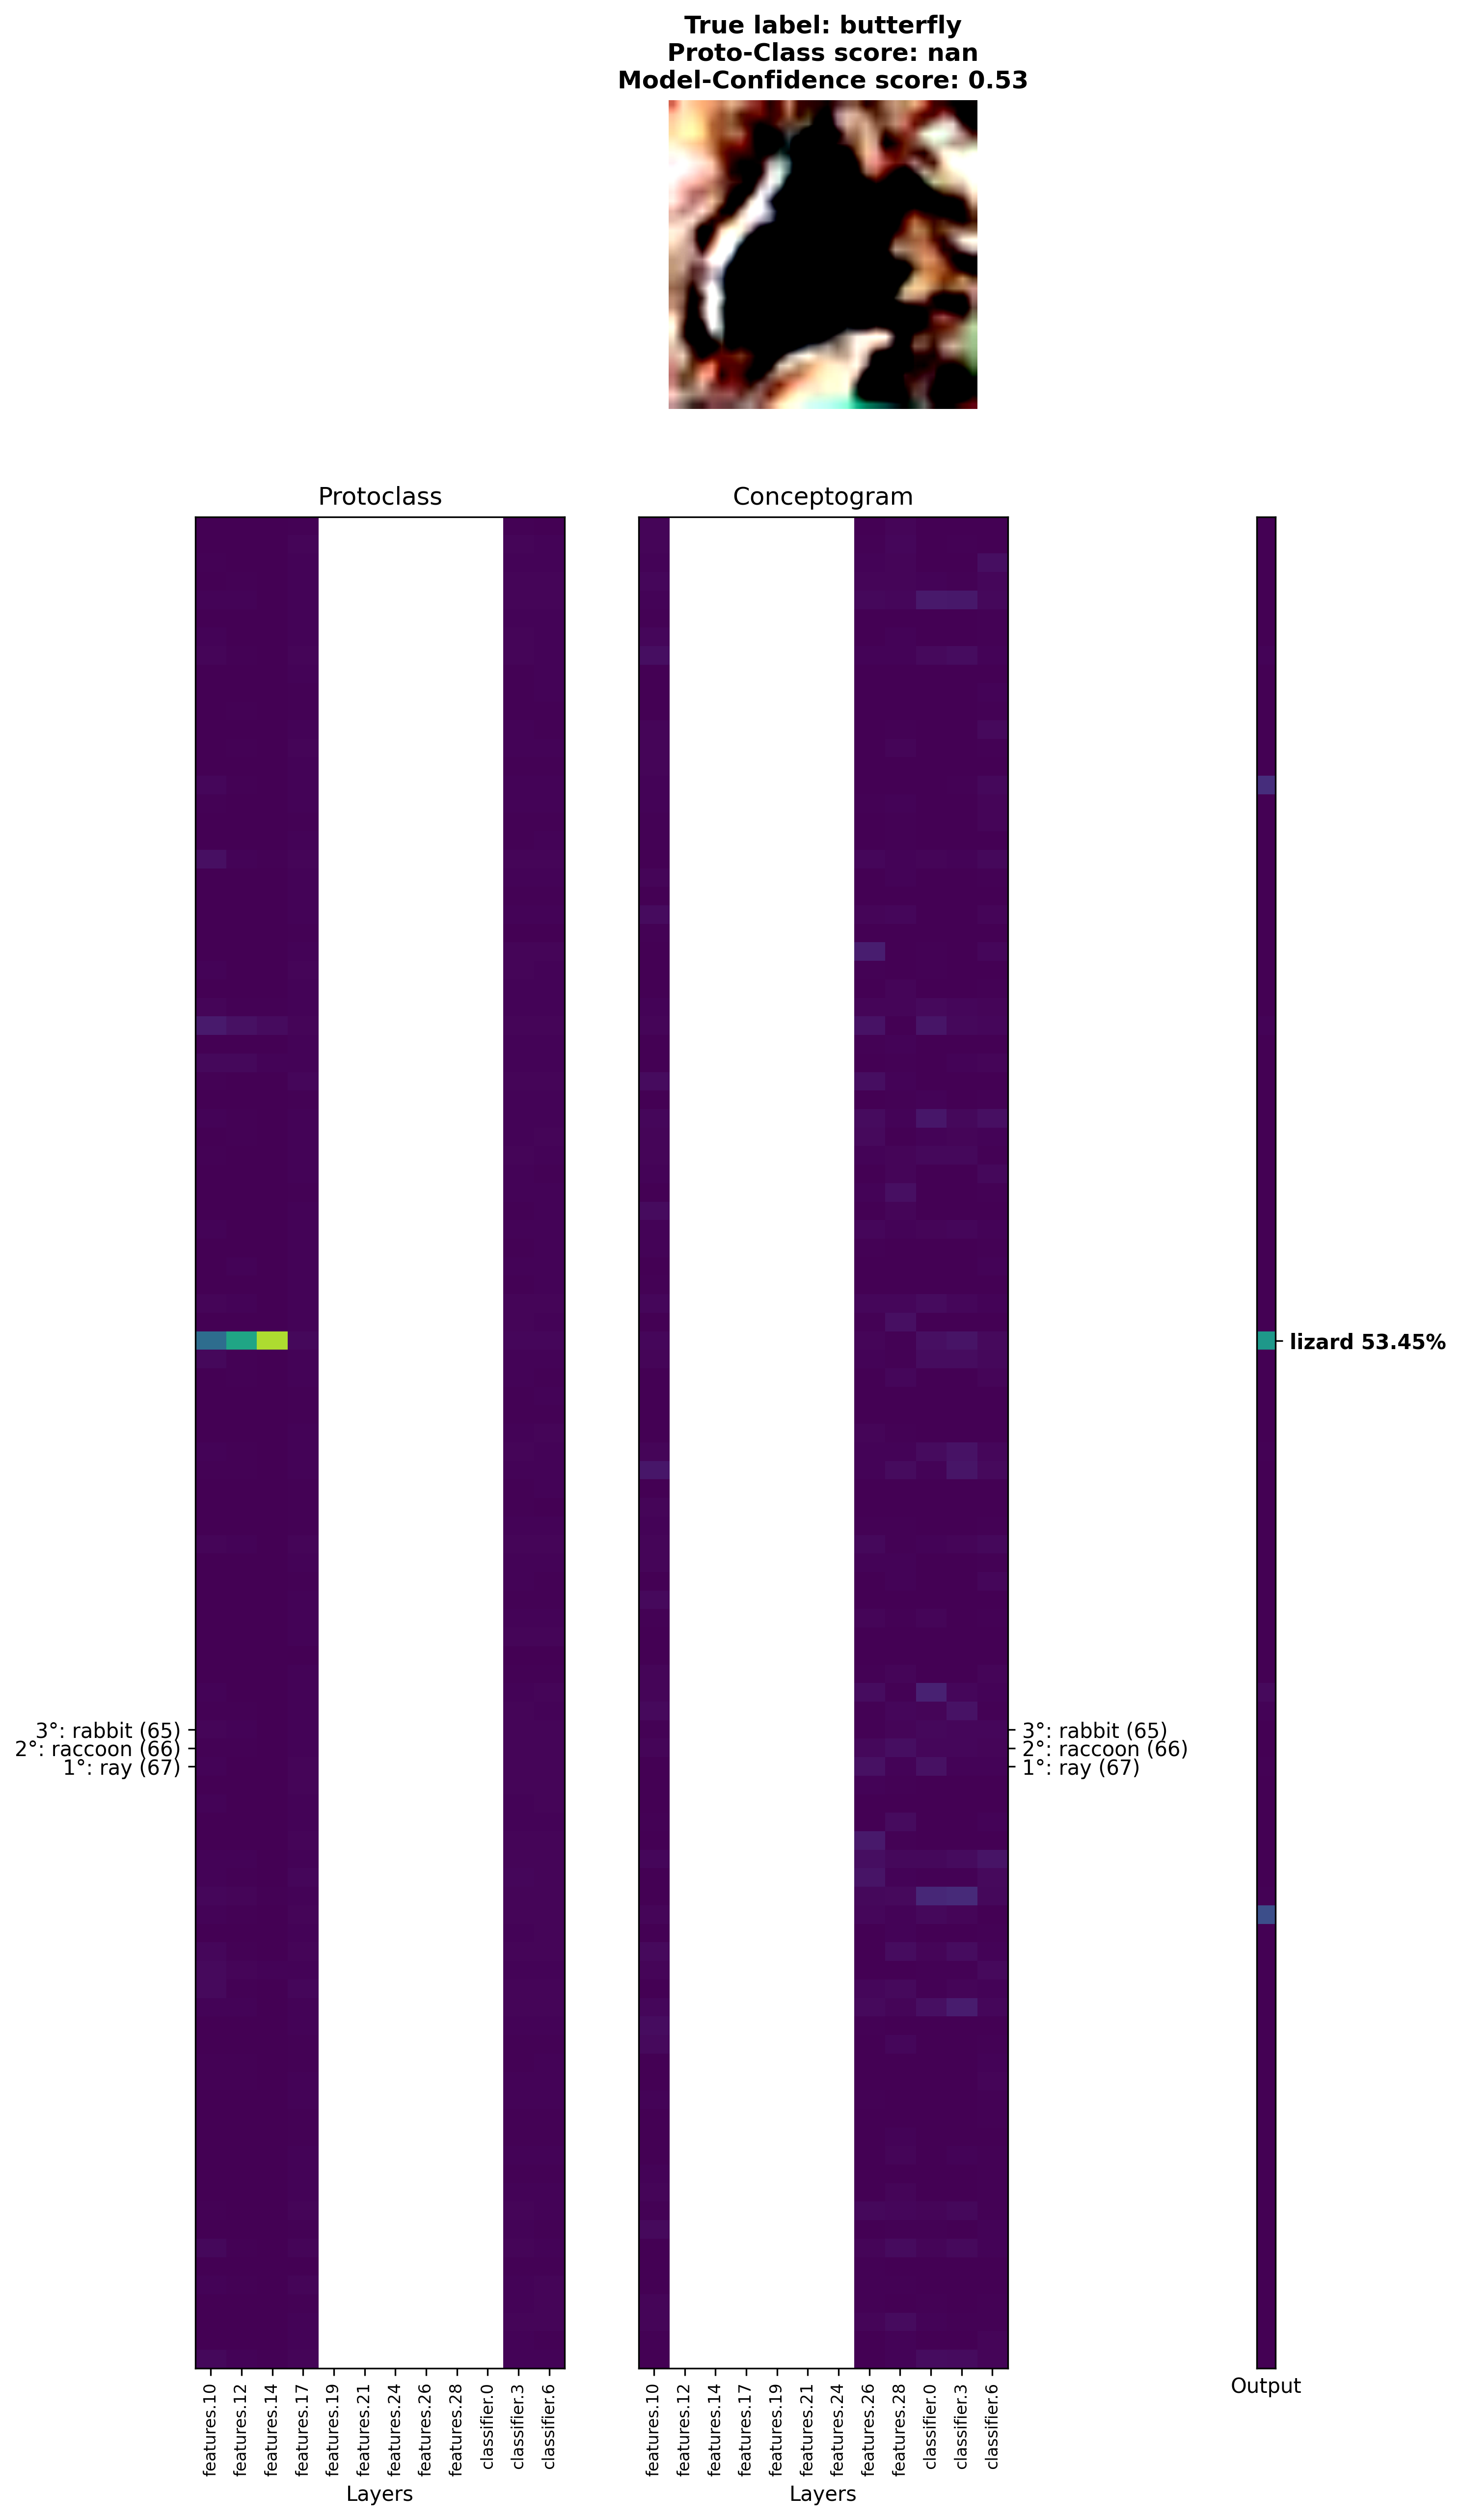 True label: butterfly
Proto-Class score: nan
Model-Confidence score: 0.53
Protoclass
Conceptogram
lizard 53.45%
3°: rabbit (65)
2°: raccoon (66)
1°: ray (67)
3°: rabbit (65)
2°: raccoon (66)
1°: ray (67)
features.10
features.12
features.14
features.17
features.19
features.21
features.24
features.26
features.28
classifier.0
classifier.3
classifier.6
Layers
features.10
features.12
features.14
features.17
features.19
features.21
features.24
features.26
features.28
classifier.0
classifier.3
classifier.6
Layers
Output